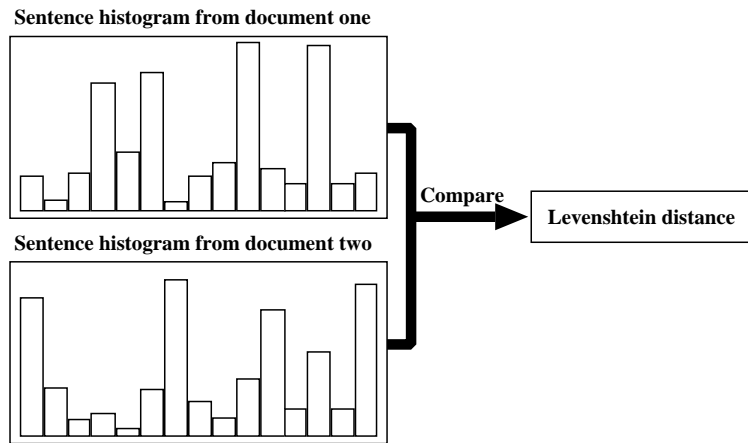 Sentence histogram from document one
Compare
Levenshtein distance
Sentence histogram from document two